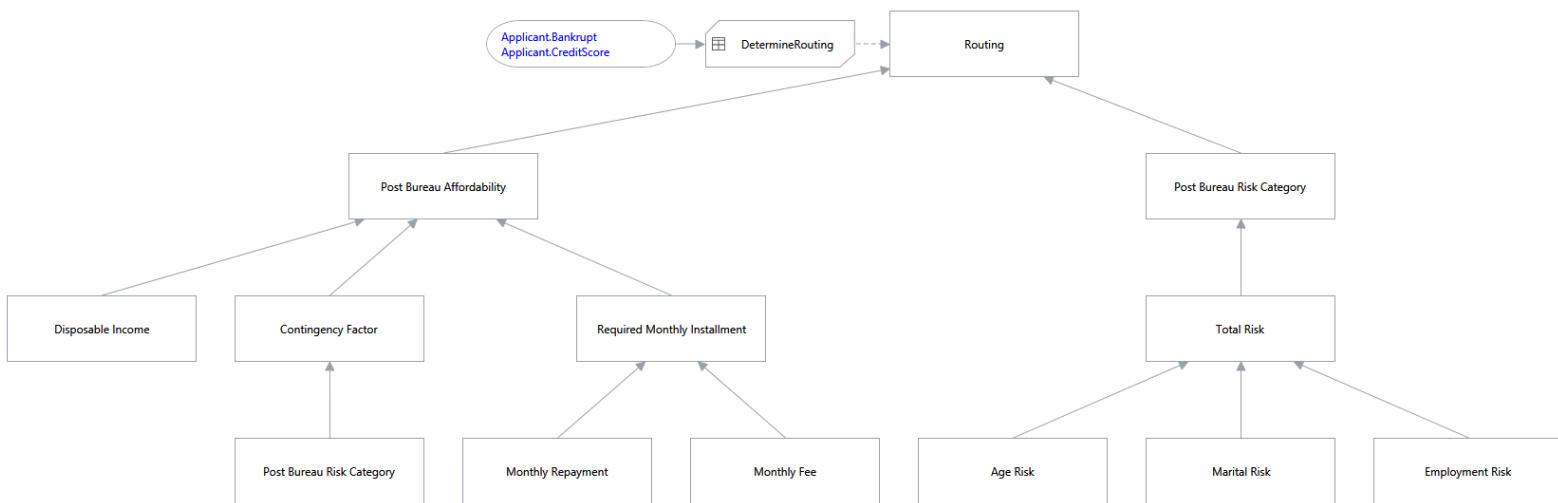 Applicant.Bankrupt
Applicant.CreditScore
DetermineRouting
Routing
Post Bureau Affordability
Post Bureau Risk Category
Disposable Income
Contingency Factor
Required Monthly Installment
Total Risk
Post Bureau Risk Category
Monthly Repayment
Monthly Fee
Age Risk
Marital Risk
Employment Risk